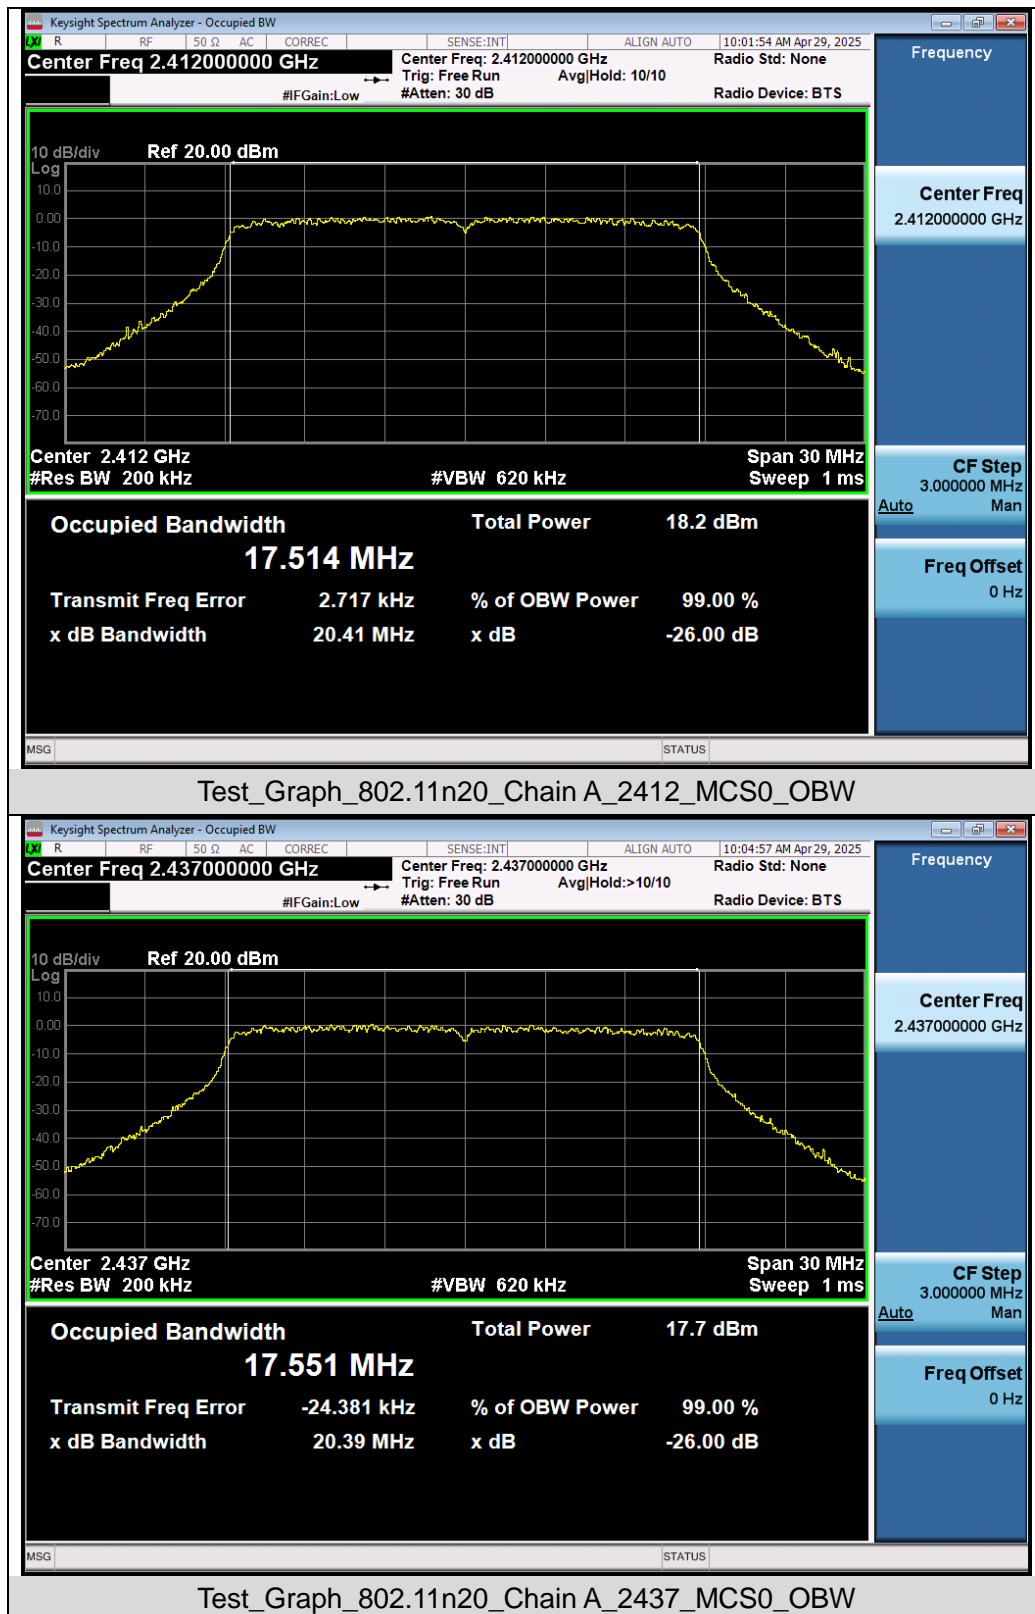 Keysight Spectrum Analyzer - Occupied BW
LXI R RF 50 Ω AC CORREC SENSE:INT ALIGN AUTO 10:01:54 AM Apr 29, 2025
Center Freq 2.412000000 GHz
Center Freq: 2.412000000 GHz Radio Std: None
Trig: Free Run Avg|Hold: 10/10
#IFGain:Low #Atten: 30 dB Radio Device: BTS
Frequency
10 dB/div Ref 20.00 dBm
Log
10.0
0.00
-10.0
-20.0
-30.0
-40.0
-50.0
-60.0
-70.0
Center 2.412 GHz Span 30 MHz
#Res BW 200 kHz #VBW 620 kHz Sweep 1 ms
Center Freq
2.412000000 GHz
CF Step
3.000000 MHz
Auto Man
Freq Offset
0 Hz
Occupied Bandwidth Total Power 18.2 dBm
17.514 MHz
Transmit Freq Error 2.717 kHz % of OBW Power 99.00 %
x dB Bandwidth 20.41 MHz x dB -26.00 dB
MSG STATUS
Test_Graph_802.11n20_Chain A_2412_MCS0_OBW
Keysight Spectrum Analyzer - Occupied BW
LXI R RF 50 Ω AC CORREC SENSE:INT ALIGN AUTO 10:04:57 AM Apr 29, 2025
Center Freq 2.437000000 GHz
Center Freq: 2.437000000 GHz Radio Std: None
Trig: Free Run Avg|Hold:>10/10
#IFGain:Low #Atten: 30 dB Radio Device: BTS
Frequency
10 dB/div Ref 20.00 dBm
Log
10.0
0.00
-10.0
-20.0
-30.0
-40.0
-50.0
-60.0
-70.0
Center 2.437 GHz Span 30 MHz
#Res BW 200 kHz #VBW 620 kHz Sweep 1 ms
Center Freq
2.437000000 GHz
CF Step
3.000000 MHz
Auto Man
Freq Offset
0 Hz
Occupied Bandwidth Total Power 17.7 dBm
17.551 MHz
Transmit Freq Error -24.381 kHz % of OBW Power 99.00 %
x dB Bandwidth 20.39 MHz x dB -26.00 dB
MSG STATUS
Test_Graph_802.11n20_Chain A_2437_MCS0_OBW